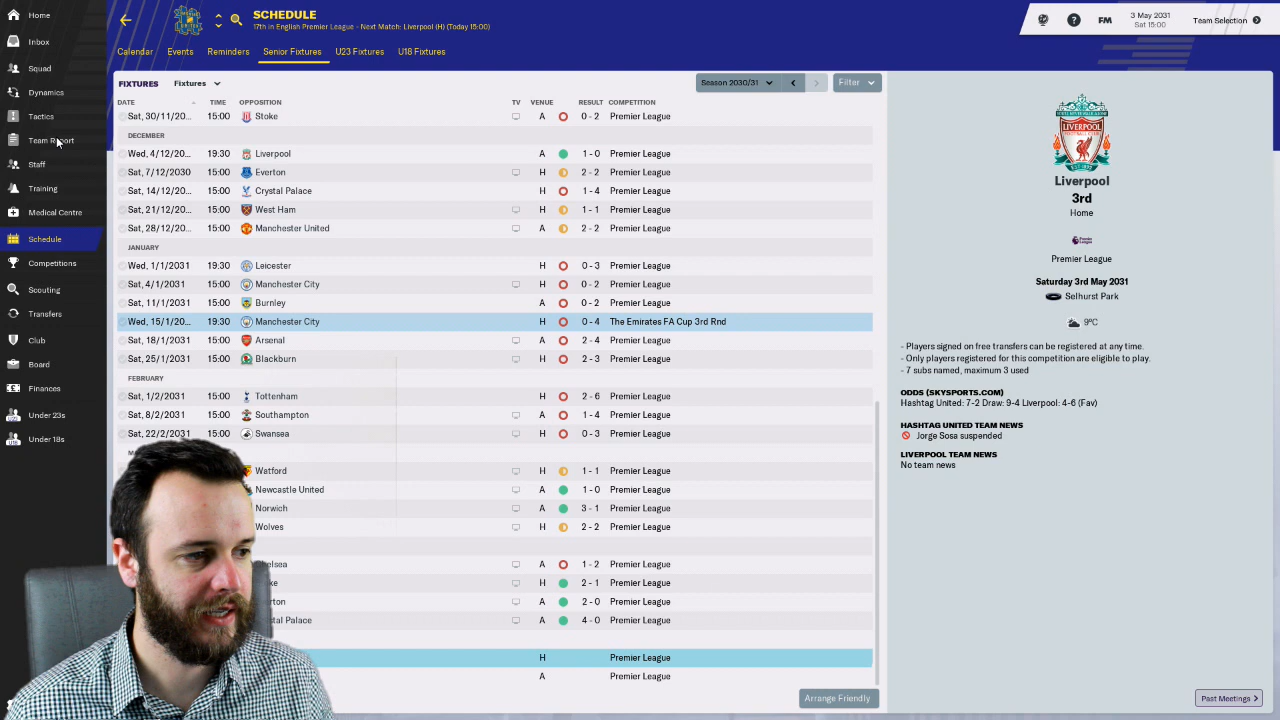 Home
SCHEDULE
17th in English Premier League - Next Match: Liverpool (H) (Today 15:00)
? FM 3 May 2031
Sat 15:00
Team Selection
Inbox
Squad
Dynamics
Tactics
Team Report
Staff
Training
Medical Centre
Schedule
Competitions
Scouting
Transfers
Club
Board
Finances
Under 23s
Under 18s
Calendar Events Reminders Senior Fixtures U23 Fixtures U18 Fixtures
FIXTURES Fixtures Season 2030/31 Filter
DATE TIME OPPOSITION TV VENUE RESULT COMPETITION
Sat, 30/11/20... 15:00 Stoke A 0 - 2 Premier League
DECEMBER
Wed, 4/12/20... 19:30 Liverpool A 1 - 0 Premier League
Sat, 7/12/2030 15:00 Everton H 2 - 2 Premier League
Sat, 14/12/20... 15:00 Crystal Palace H 1 - 4 Premier League
Sat, 21/12/20... 15:00 West Ham H 1 - 1 Premier League
Sat, 28/12/20... 15:00 Manchester United A 2 - 2 Premier League
JANUARY
Wed, 1/1/2031 19:30 Leicester H 0 - 3 Premier League
Sat, 4/1/2031 15:00 Manchester City H 0 - 2 Premier League
Sat, 11/1/2031 15:00 Burnley H 0 - 2 Premier League
Wed, 15/1/20... 19:30 Manchester City H 0 - 4 The Emirates FA Cup 3rd Rnd
Sat, 18/1/2031 15:00 Arsenal A 2 - 4 Premier League
Sat, 25/1/2031 15:00 Blackburn H 2 - 3 Premier League
FEBRUARY
Sat, 1/2/2031 15:00 Tottenham H 2 - 6 Premier League
Sat, 8/2/2031 15:00 Southampton A 1 - 4 Premier League
Sat, 22/2/2031 15:00 Swansea H 0 - 3 Premier League
Watford H 1 - 1 Premier League
Newcastle United A 1 - 0 Premier League
Norwich A 3 - 1 Premier League
Wolves H 2 - 2 Premier League
helsea A 1 - 2 Premier League
ke H 2 - 1 Premier League
rton A 2 - 0 Premier League
tal Palace A 4 - 0 Premier League
H Premier League
A Premier League
Arrange Friendly
LIVERPOOL
FOOTBALL CLUB
EST 1892
Liverpool
3rd
Home
Premier League
Premier League
Saturday 3rd May 2031
Selhurst Park
9°C
- Players signed on free transfers can be registered at any time.
- Only players registered for this competition are eligible to play.
- 7 subs named, maximum 3 used
ODDS (SKYSPORTS.COM)
Hashtag United: 7-2 Draw: 9-4 Liverpool: 4-6 (Fav)
HASHTAG UNITED TEAM NEWS
Jorge Sosa suspended
LIVERPOOL TEAM NEWS
No team news
Past Meetings